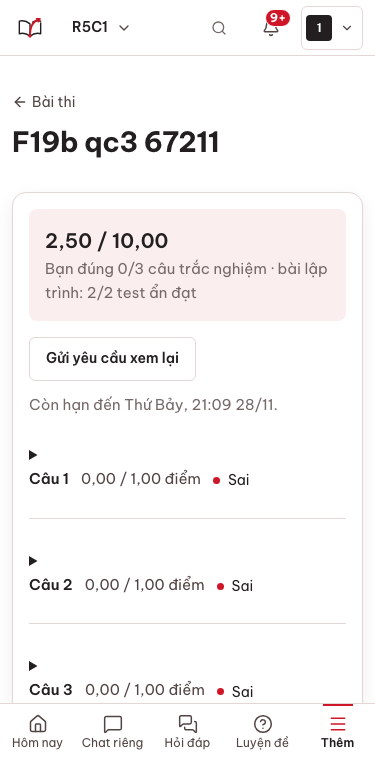 R5C1
9+
1
Bài thi
F19b qc3 67211
2,50 / 10,00
Bạn đúng 0/3 câu trắc nghiệm · bài lập
trình: 2/2 test ẩn đạt
Gửi yêu cầu xem lại
Còn hạn đến Thứ Bảy, 21:09 28/11.
Câu 1 0,00 / 1,00 điểm Sai
Câu 2 0,00 / 1,00 điểm Sai
Câu 3 0,00 / 1,00 điểm Sai
Hôm nay Chat riêng Hỏi đáp Luyện đề Thêm